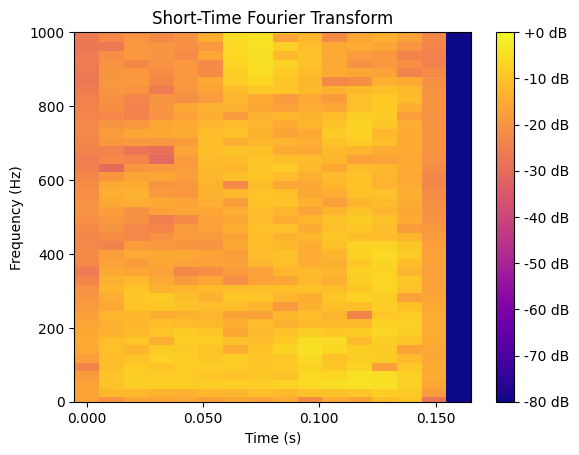 Short-Time Fourier Transform
1000
800
600
400
200
0
Frequency (Hz)
0.000
0.050
0.100
0.150
Time (s)
+0 dB
-10 dB
-20 dB
-30 dB
-40 dB
-50 dB
-60 dB
-70 dB
-80 dB